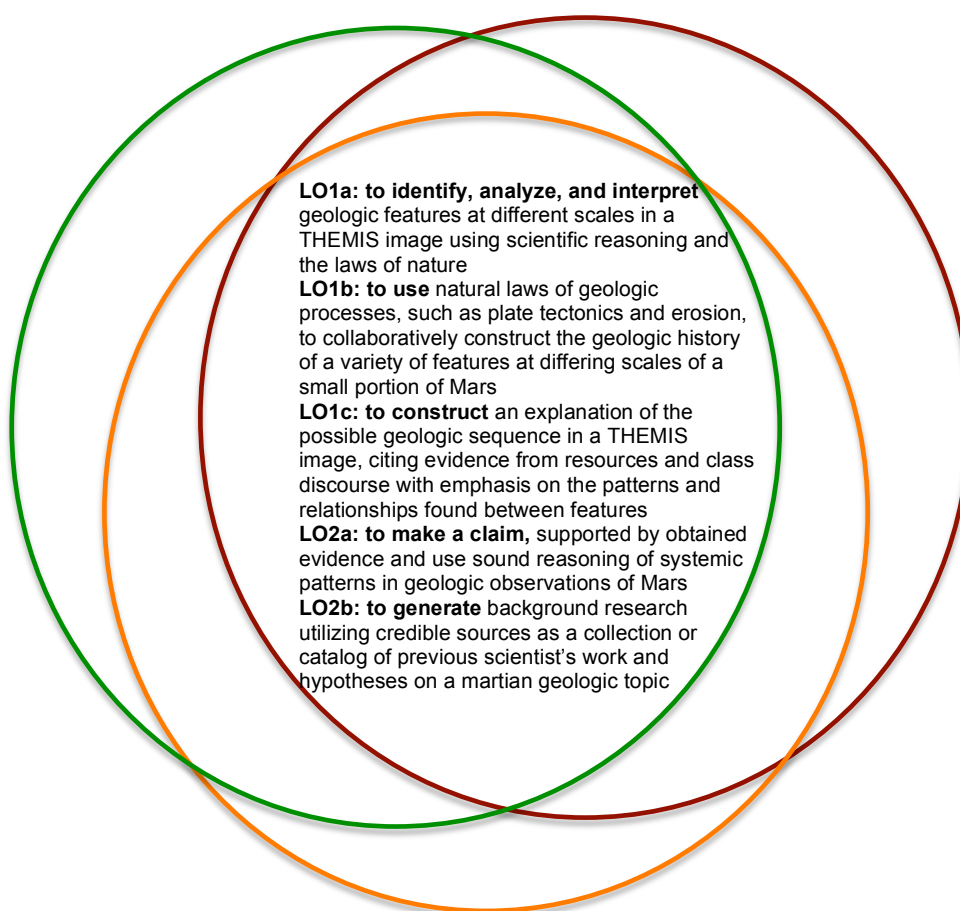 LO1a: to identify, analyze, and interpret
geologic features at different scales in a
THEMIS image using scientific reasoning and
the laws of nature
LO1b: to use natural laws of geologic
processes, such as plate tectonics and erosion,
to collaboratively construct the geologic history
of a variety of features at differing scales of a
small portion of Mars
LO1c: to construct an explanation of the
possible geologic sequence in a THEMIS
image, citing evidence from resources and class
discourse with emphasis on the patterns and
relationships found between features
LO2a: to make a claim, supported by obtained
evidence and use sound reasoning of systemic
patterns in geologic observations of Mars
LO2b: to generate background research
utilizing credible sources as a collection or
catalog of previous scientist’s work and
hypotheses on a martian geologic topic